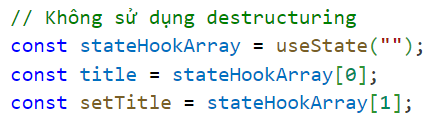 // Không sử dụng destructuring
const stateHookArray = useState("");
const title = stateHookArray[0];
const setTitle = stateHookArray[1];